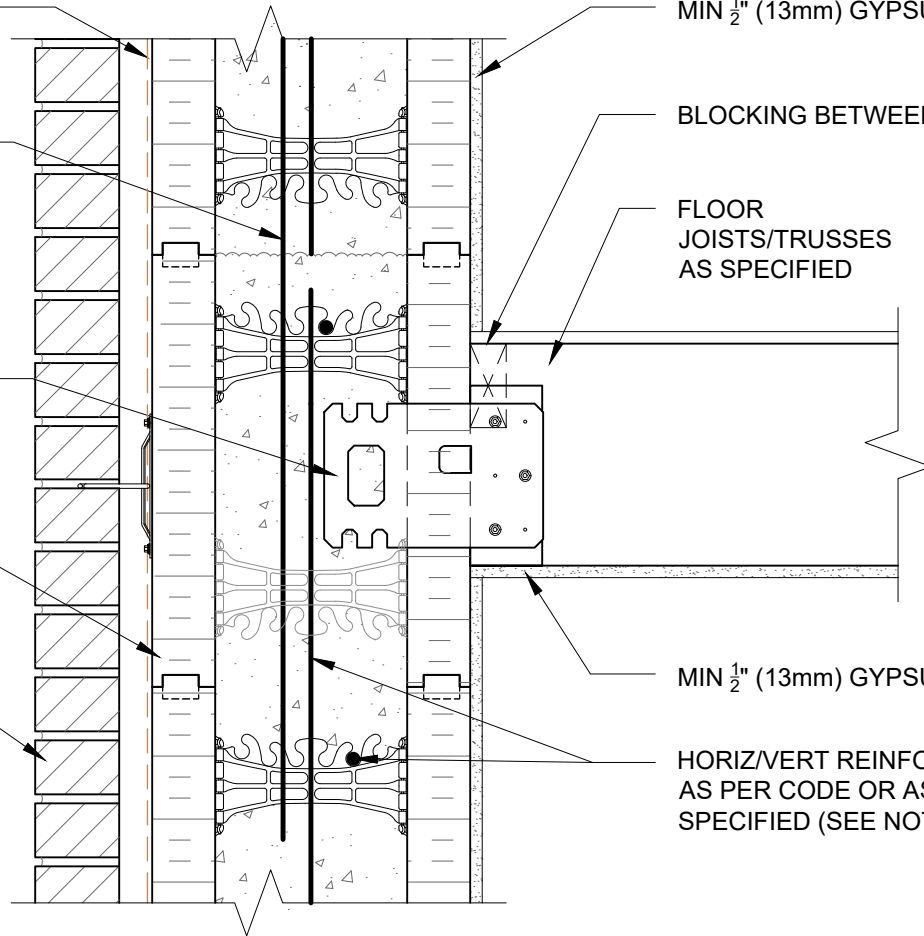 MIN ½" (13mm) GYPSU
BLOCKING BETWEEN
FLOOR
JOISTS/TRUSSES
AS SPECIFIED
MIN ½" (13mm) GYPSU
HORIZ/VERT REINFO
AS PER CODE OR AS
SPECIFIED (SEE NOT